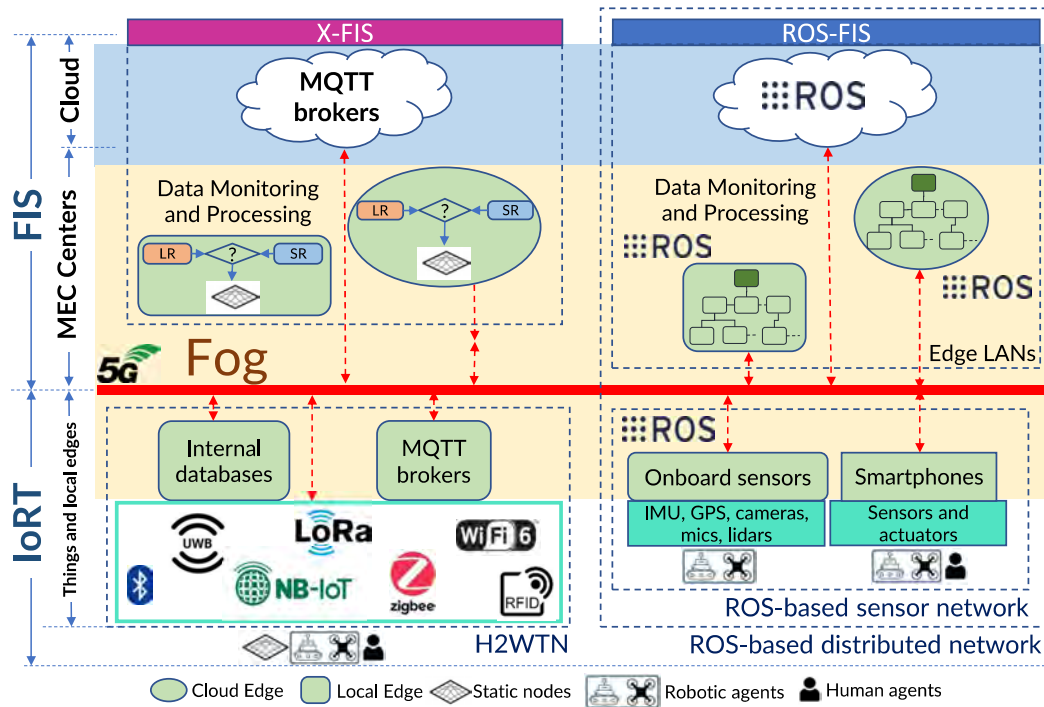 X-FIS
ROS-FIS
Cloud
MQTT
brokers
ROS
FIS
MEC Centers
Data Monitoring
and Processing
LR
?
SR
LR
?
SR
Data Monitoring
and Processing
ROS
ROS
Edge LANs
5G
Fog
IoRT
Things and local edges
Internal
databases
MQTT
brokers
ROS
Onboard sensors
Smartphones
IMU, GPS, cameras,
mics, lidars
Sensors and
actuators
UWB
LoRa
WiFi 6
NB-IoT
zigbee
RFID
ROS-based sensor network
H2WTN
ROS-based distributed network
Cloud Edge
Local Edge
Static nodes
Robotic agents
Human agents